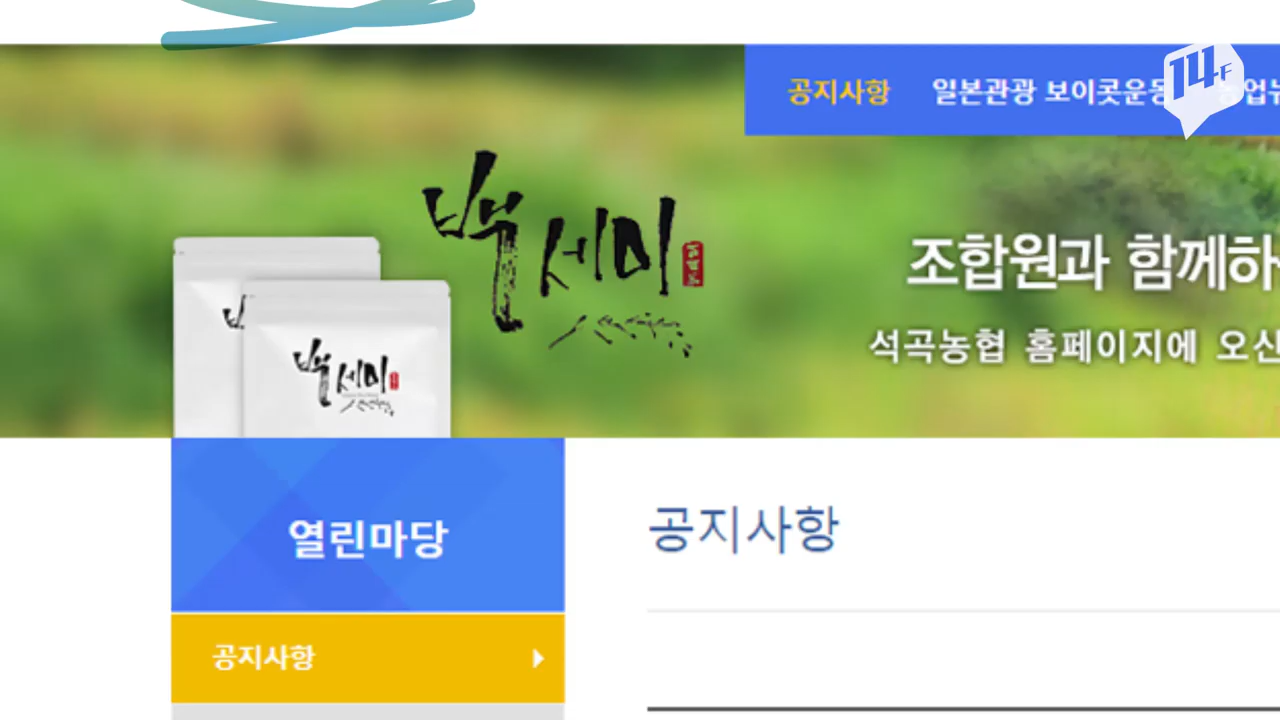 공지사항 일본관광 보이콧운동
14F
백세미
조합원과 함께하
석곡농협 홈페이지에 오신
백세미
열린마당
공지사항
공지사항